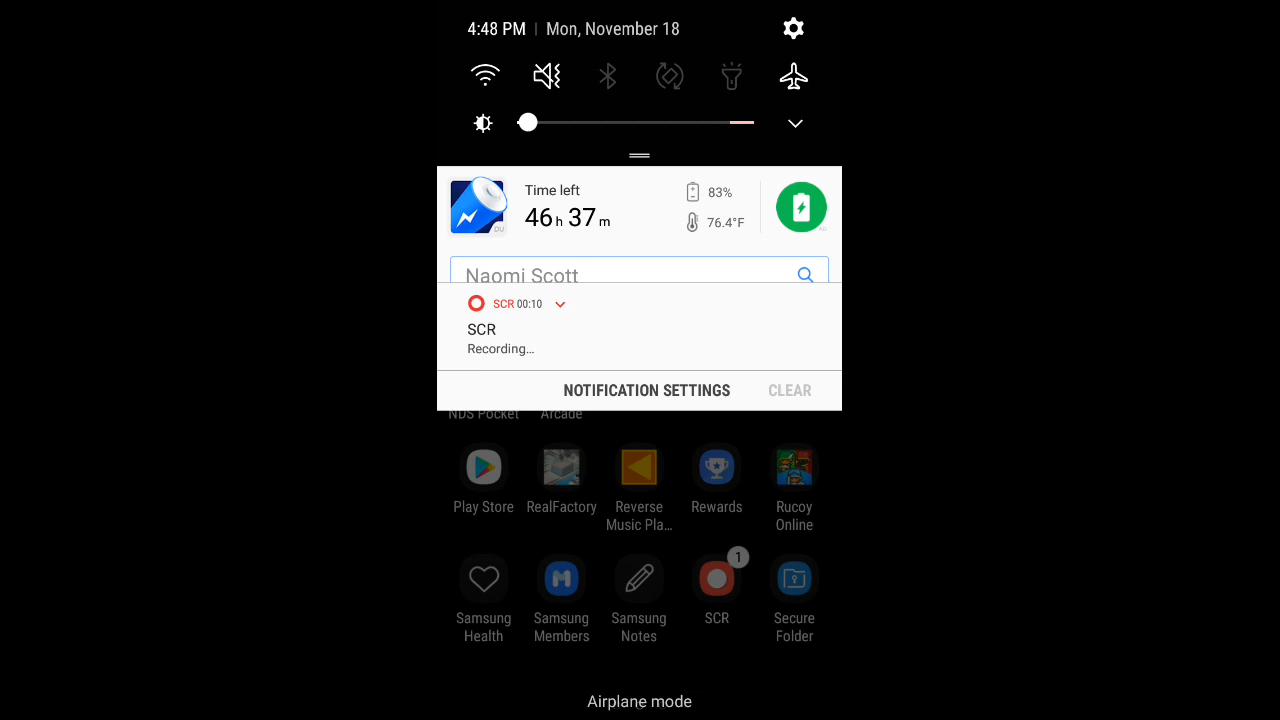 4:48 PM | Mon, November 18
Time left
83%
46 h 37 m
76.4°F
DU
Naomi Scott
SCR 00:10
SCR
Recording...
NOTIFICATION SETTINGS CLEAR
NDS Pocket Arcade
Play Store RealFactory Reverse Music Pla... Rewards Rucoy Online
1
Samsung Health Samsung Members Samsung Notes SCR Secure Folder
Airplane mode